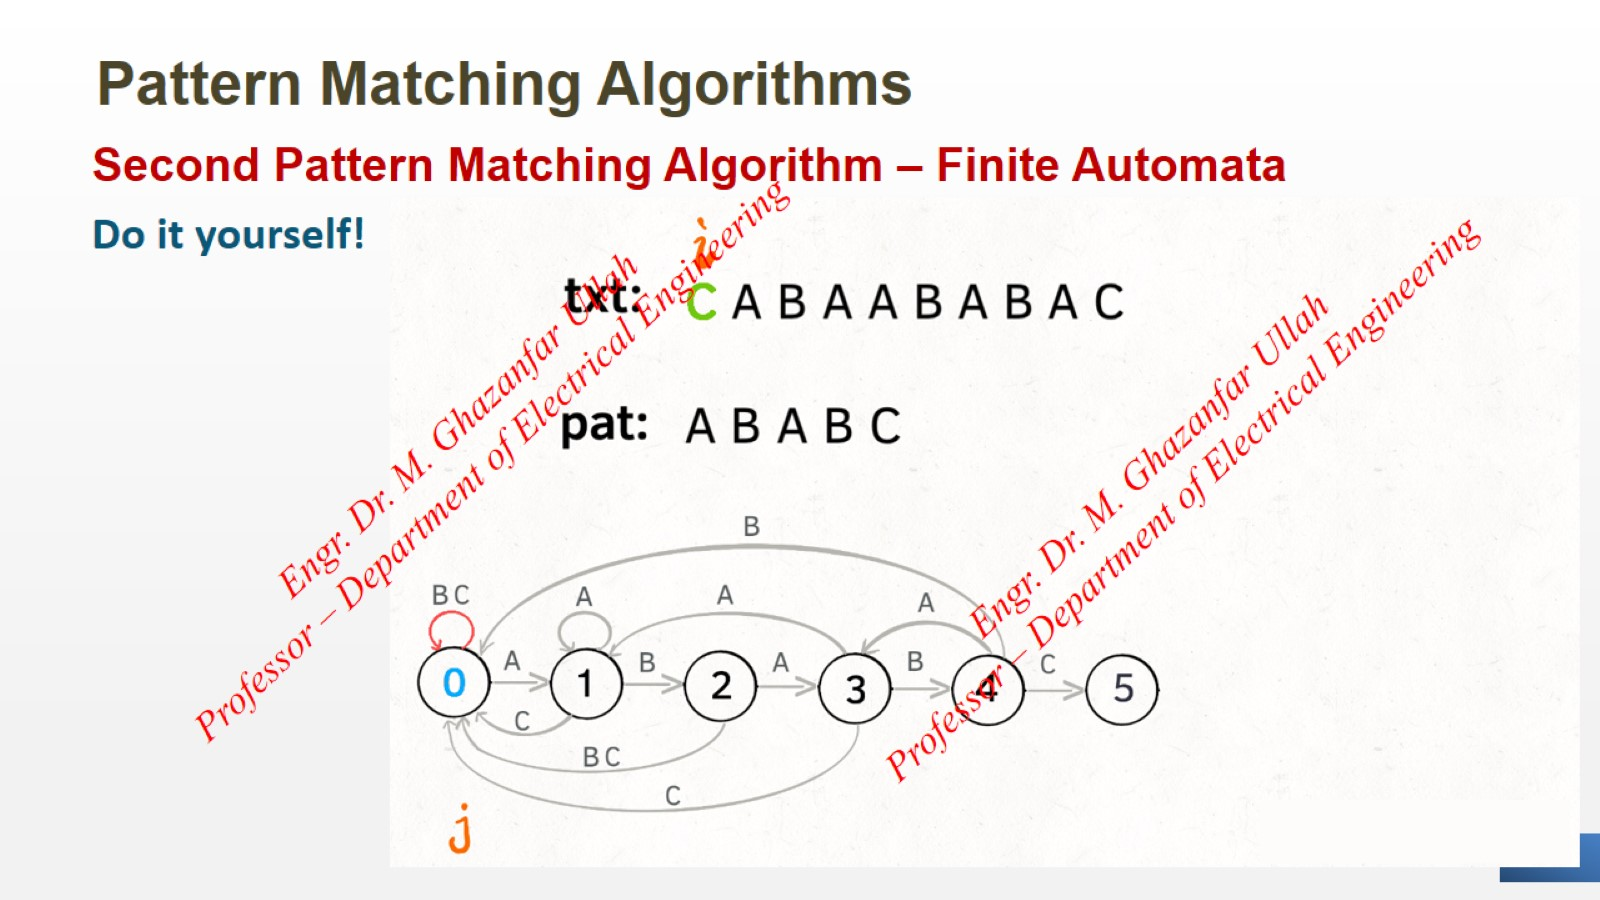 Pattern Matching Algorithms
Second Pattern Matching Algorithm – Finite Automata
Do it yourself!
i
txt: C A B A A B A B A C
pat: A B A B C
B
B C A A A
A B A B C
0 1 2 3 4 5
C
B C
C
j
Engr. Dr. M. Ghazanfar Ullah
Professor – Department of Electrical Engineering
Engr. Dr. M. Ghazanfar Ullah
Professor – Department of Electrical Engineering